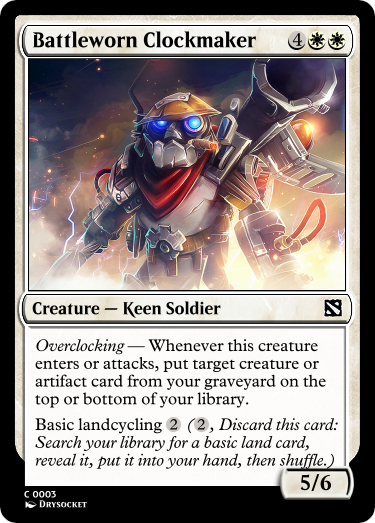 Battleworn Clockmaker 4
Creature — Keen Soldier
Overclocking — Whenever this creature
enters or attacks, put target creature or
artifact card from your graveyard on the
top or bottom of your library.
Basic landcycling 2 (2, Discard this card:
Search your library for a basic land card,
reveal it, put it into your hand, then shuffle.)
5/6
C 0003
Drysocket